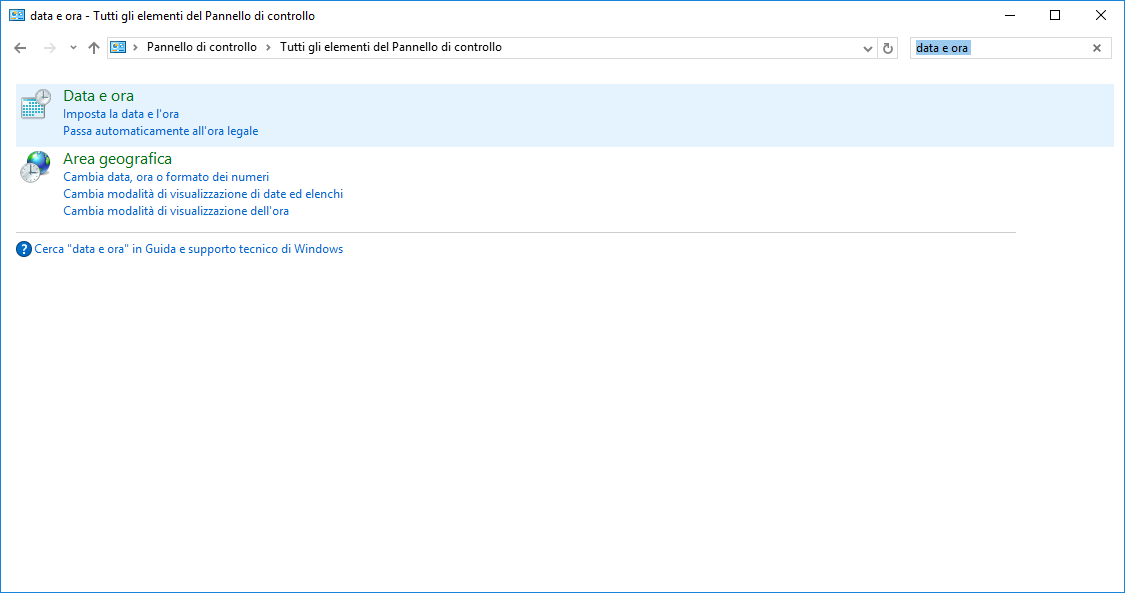 data e ora - Tutti gli elementi del Pannello di controllo
Pannello di controllo > Tutti gli elementi del Pannello di controllo
data e ora
Data e ora
Imposta la data e l'ora
Passa automaticamente all'ora legale
Area geografica
Cambia data, ora o formato dei numeri
Cambia modalità di visualizzazione di date ed elenchi
Cambia modalità di visualizzazione dell'ora
? Cerca "data e ora" in Guida e supporto tecnico di Windows